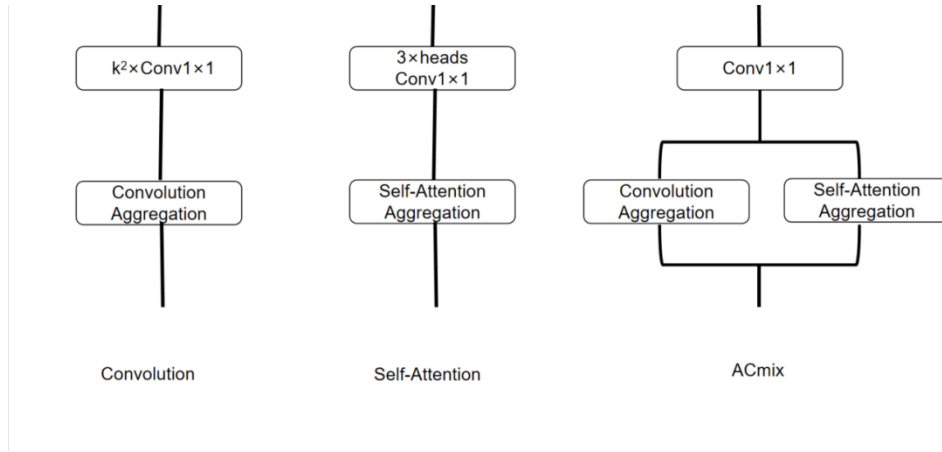 k²×Conv1×1
Convolution
Aggregation
Convolution
3×heads
Conv1×1
Self-Attention
Aggregation
Self-Attention
Conv1×1
Convolution
Aggregation
Self-Attention
Aggregation
ACmix